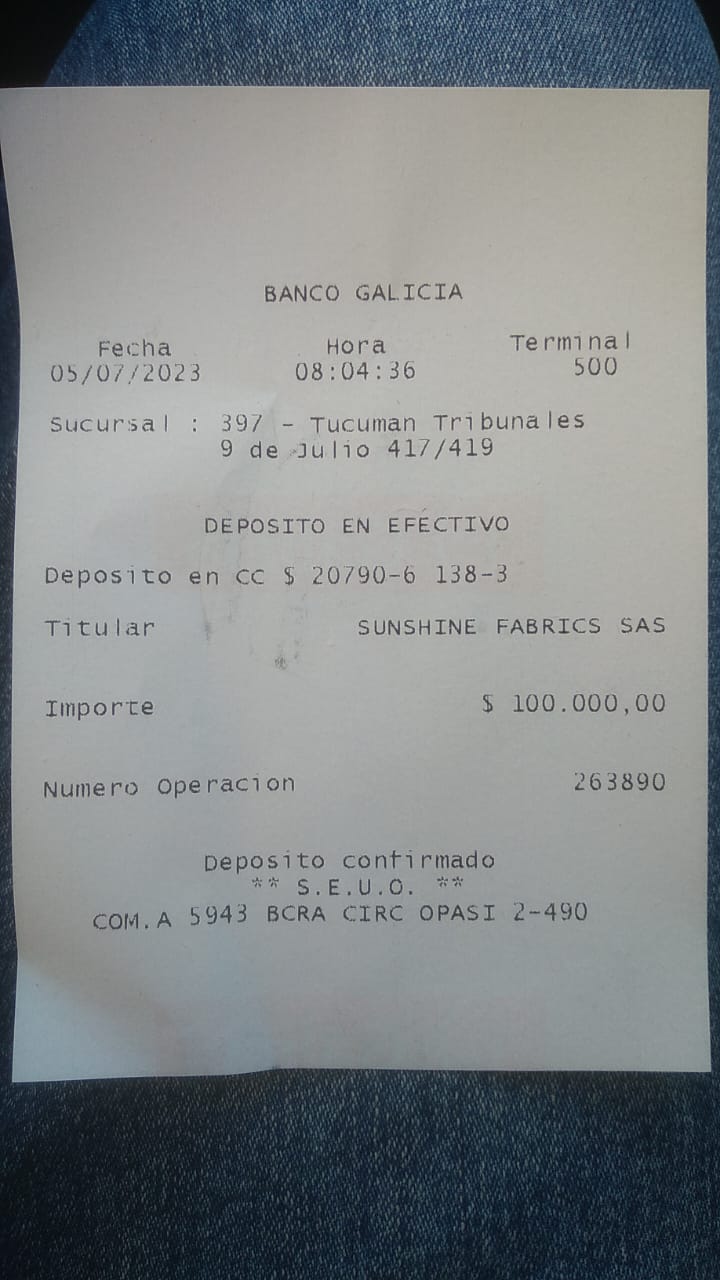 BANCO GALICIA
Fecha Hora Terminal
05/07/2023 08:04:36 500
Sucursal : 397 - Tucuman Tribunales
9 de Julio 417/419
DEPOSITO EN EFECTIVO
Deposito en CC $ 20790-6 138-3
Titular SUNSHINE FABRICS SAS
Importe $ 100.000,00
Numero Operacion 263890
Deposito confirmado
** S.E.U.O. **
COM.A 5943 BCRA CIRC OPASI 2-490